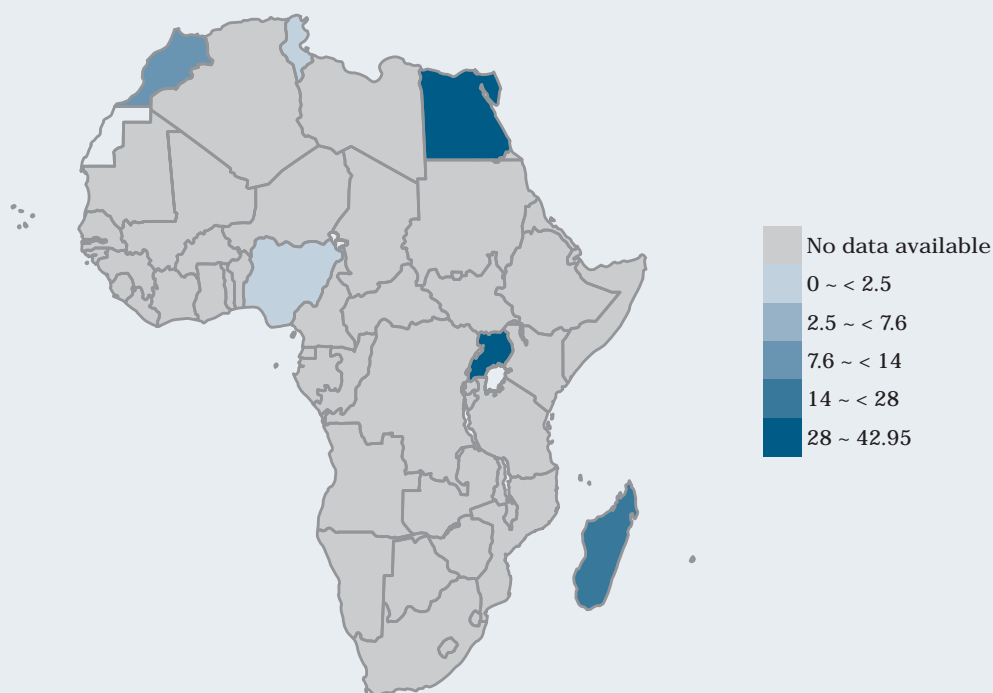 No data available
0 ~ < 2.5
2.5 ~ < 7.6
7.6 ~ < 14
14 ~ < 28
28 ~ 42.95